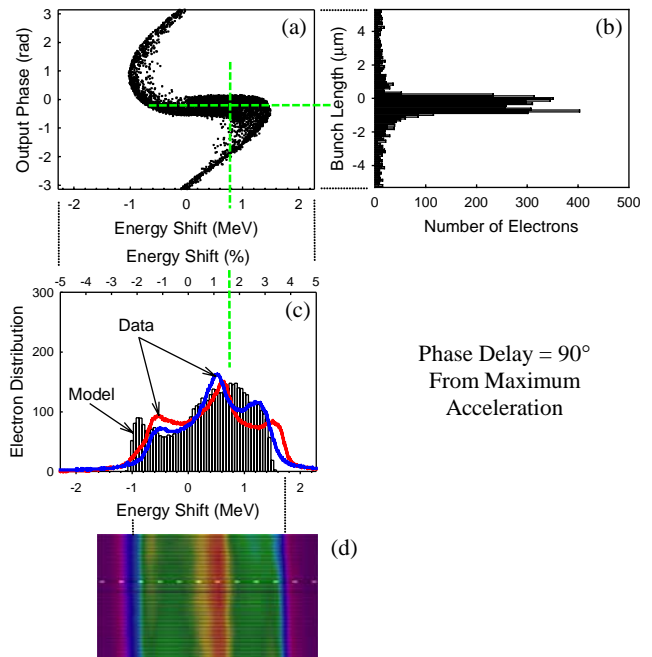 (a)
Output Phase (rad)
3
2
1
0
-1
-2
-3
-2 -1 0 1 2
Energy Shift (MeV)
(b)
Bunch Length (μm)
4
2
0
-2
-4
0 100 200 300 400 500
Number of Electrons
Energy Shift (%)
-5 -4 -3 -2 -1 0 1 2 3 4 5
(c)
Electron Distribution
300
200
100
0
Data
Model
-2 -1 0 1 2
Energy Shift (MeV)
Phase Delay = 90°
From Maximum
Acceleration
(d)